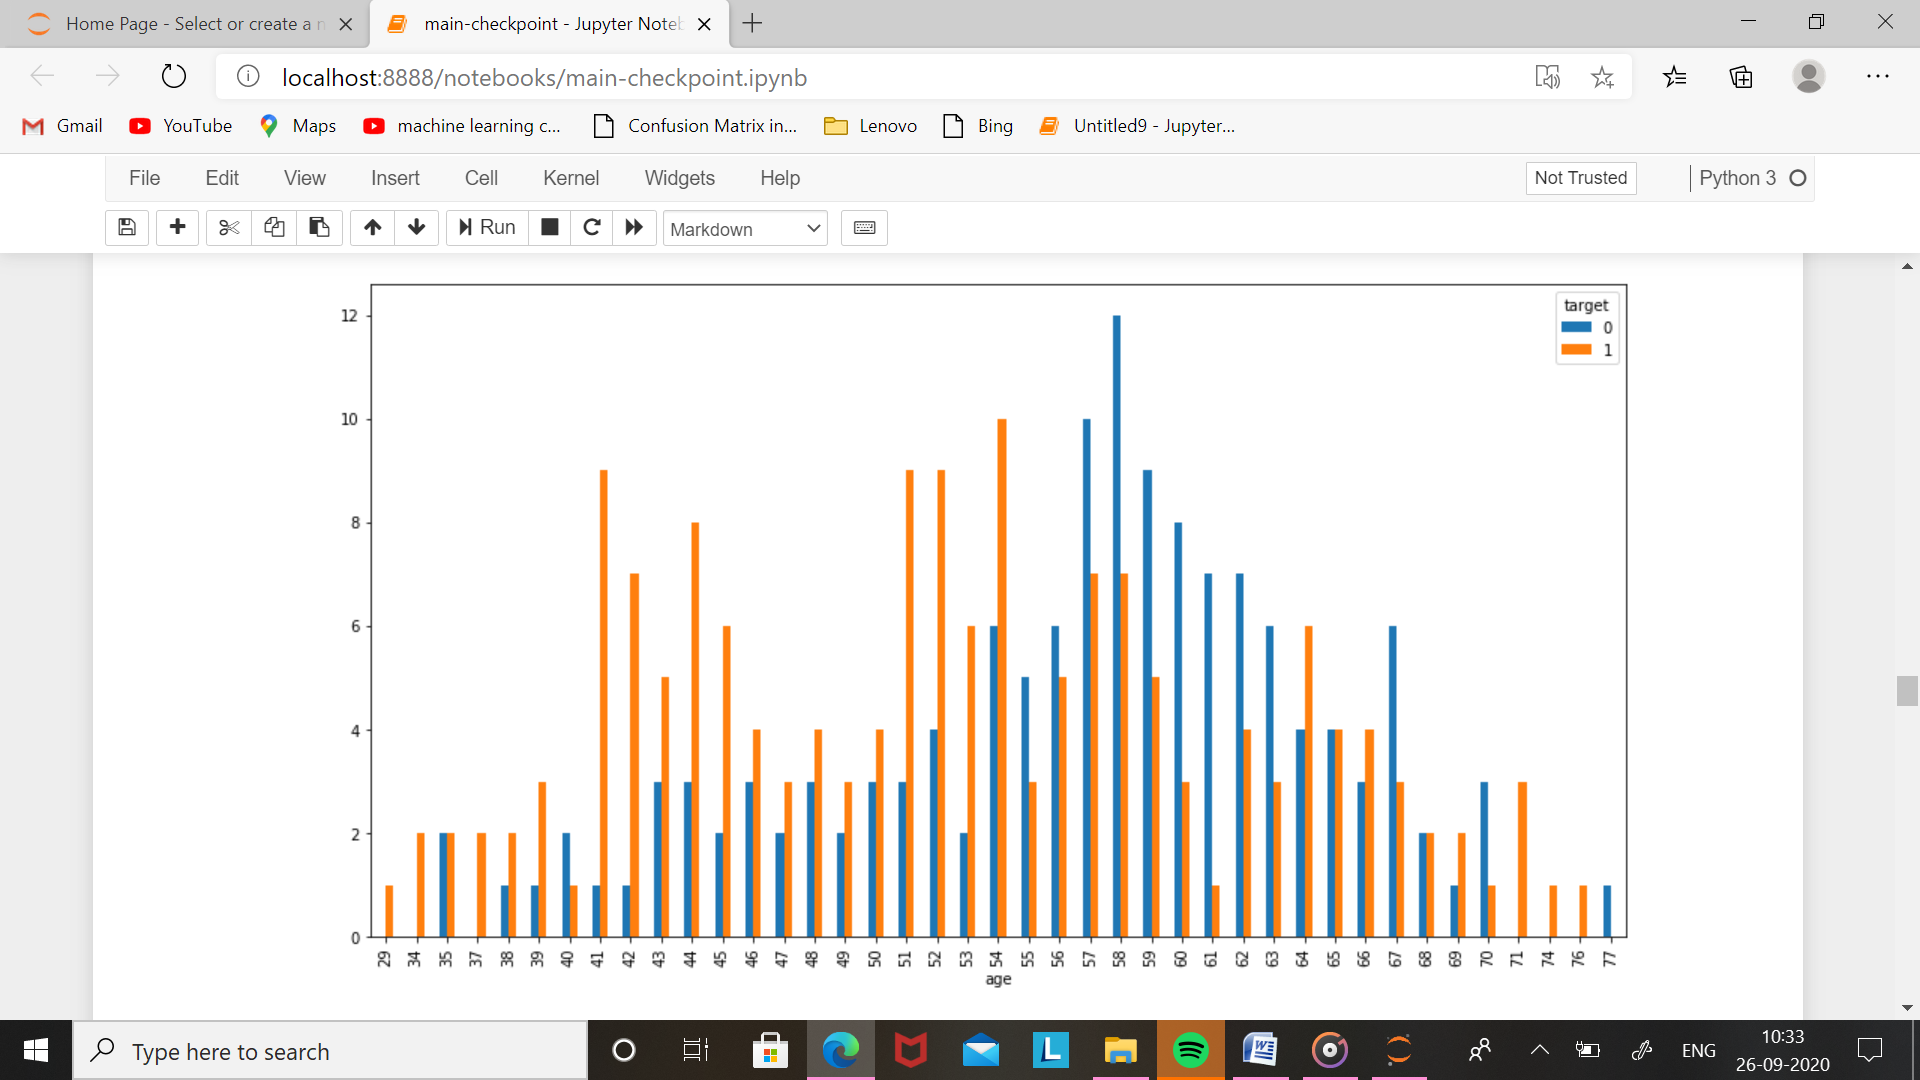 Home Page - Select or create a n
main-checkpoint - Jupyter Noteb
localhost:8888/notebooks/main-checkpoint.ipynb
Gmail YouTube Maps machine learning c... Confusion Matrix in... Lenovo Bing Untitled9 - Jupyter...
File Edit View Insert Cell Kernel Widgets Help Not Trusted Python 3
Run Markdown
target
0
1
12
10
8
6
4
2
0
29 34 35 37 38 39 40 41 42 43 44 45 46 47 48 49 50 51 52 53 54 55 56 57 58 59 60 61 62 63 64 65 66 67 68 69 70 71 74 76 77
age
Type here to search
L
W
ENG
10:33
26-09-2020